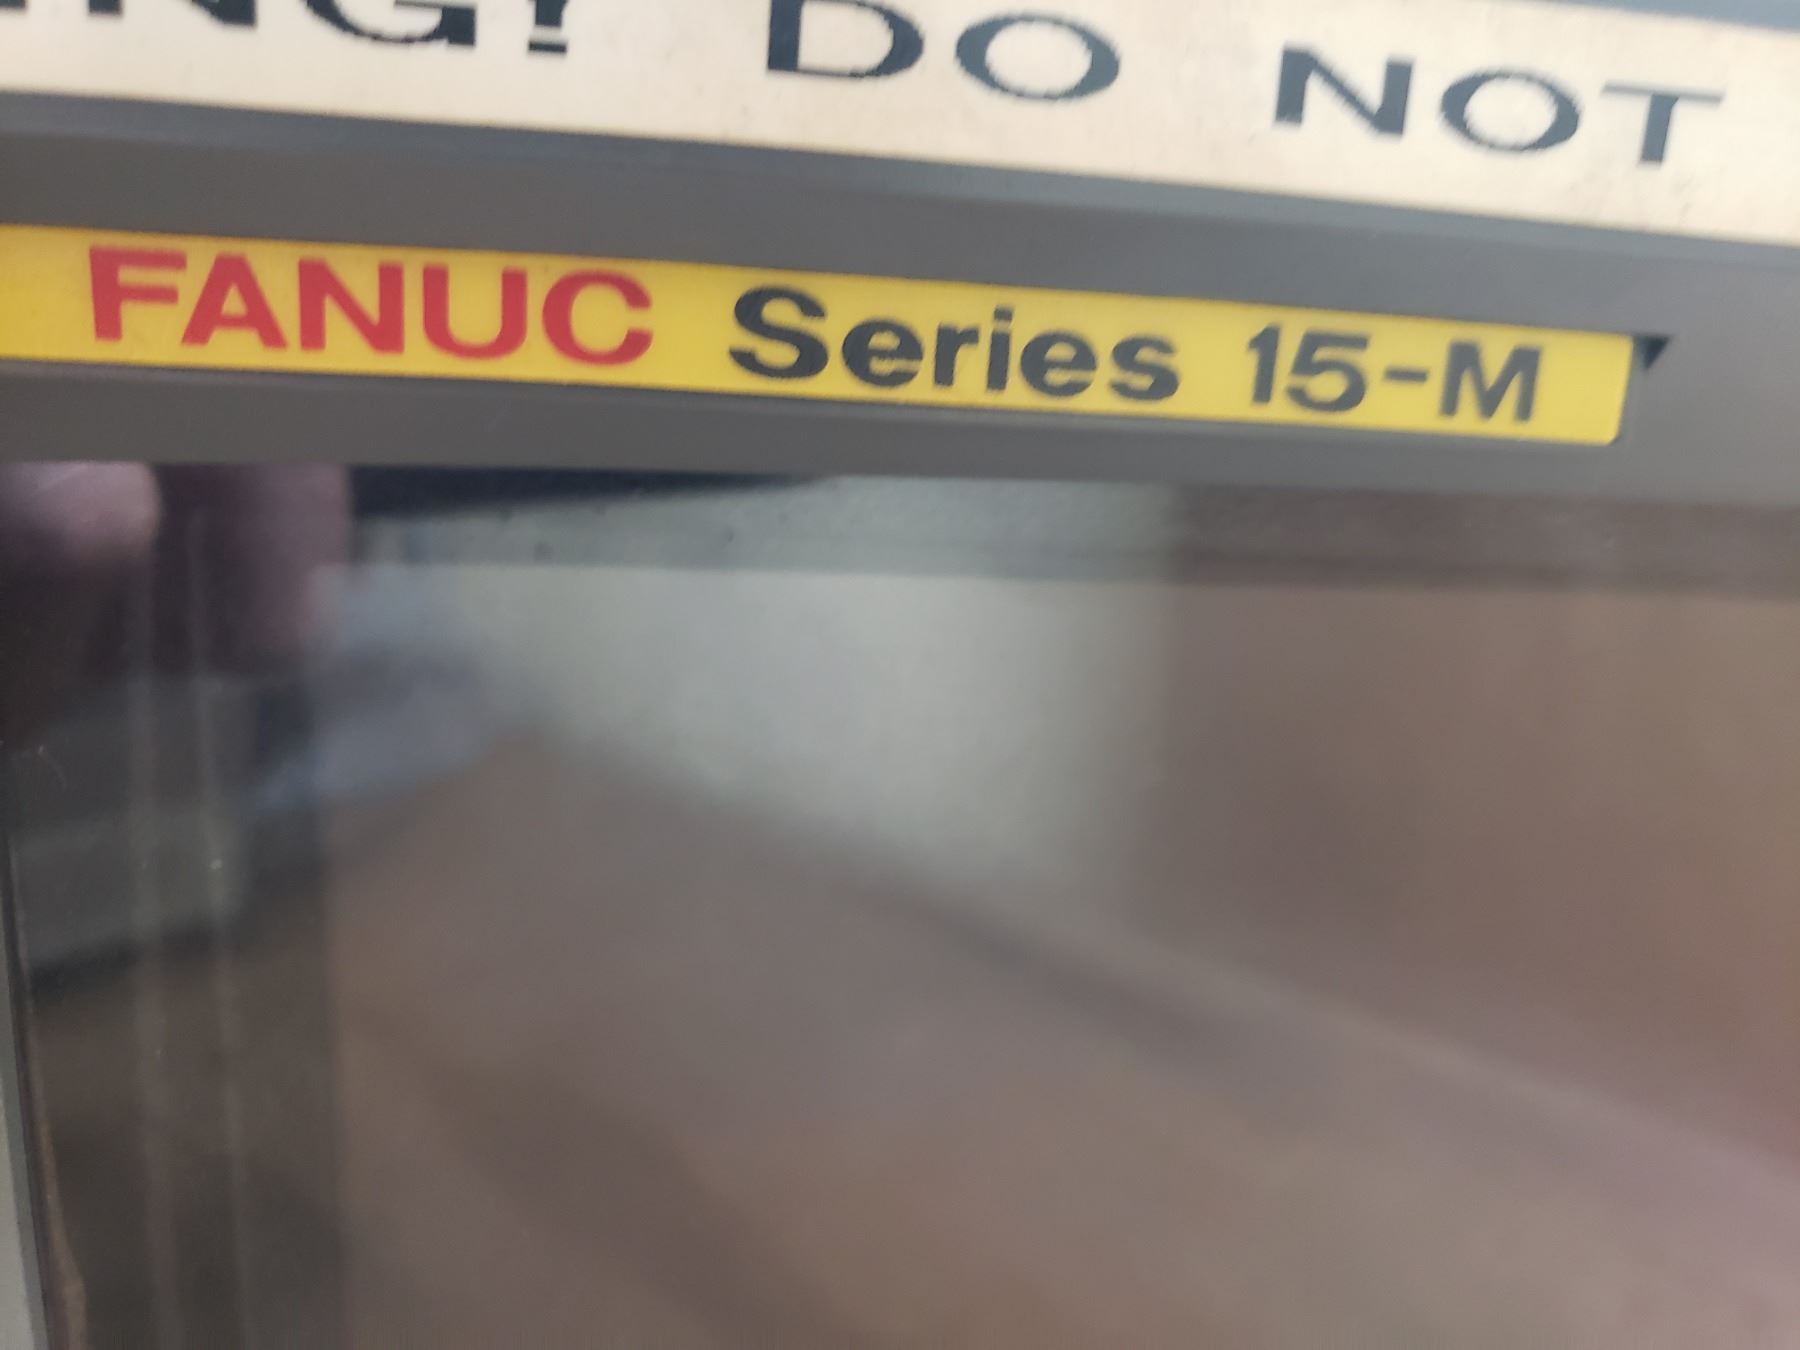 DO NOT
FANUC Series 15-M